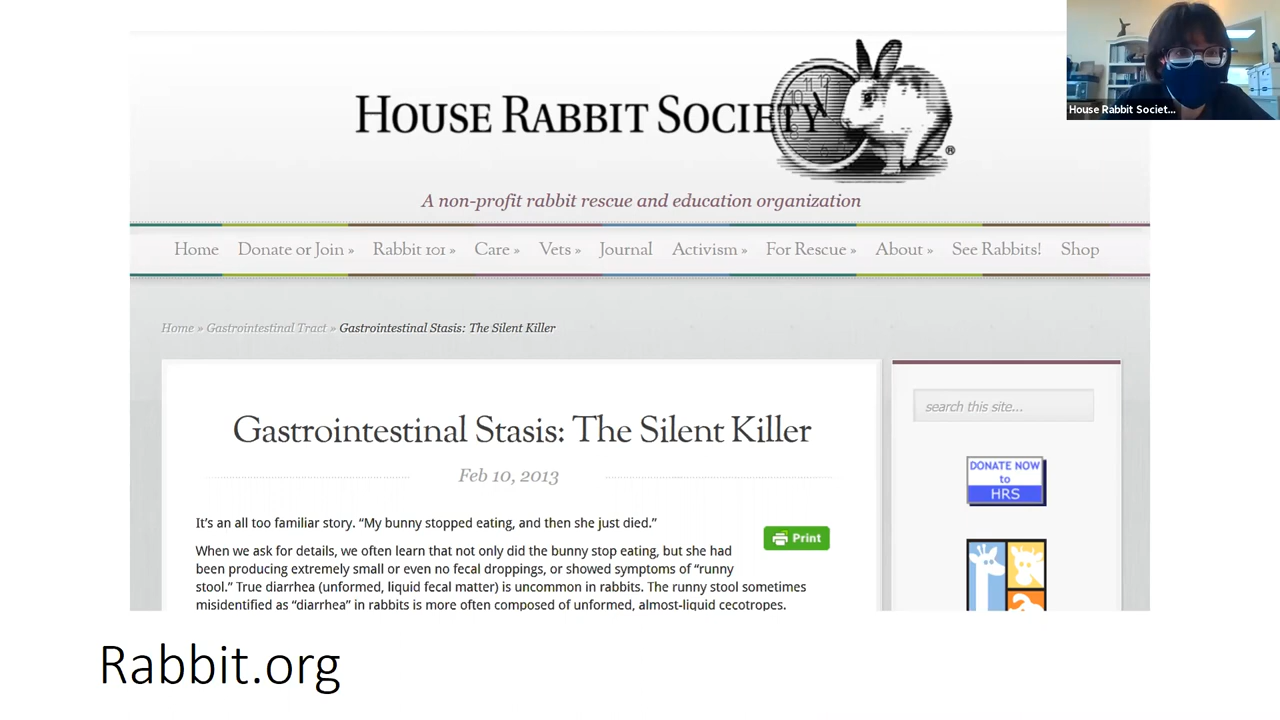 HOUSE RABBIT SOCIETY
®
A non-profit rabbit rescue and education organization
Home Donate or Join » Rabbit 101 » Care » Vets » Journal Activism » For Rescue » About » See Rabbits! Shop
Home » Gastrointestinal Tract » Gastrointestinal Stasis: The Silent Killer
search this site...
Gastrointestinal Stasis: The Silent Killer
Feb 10, 2013
DONATE NOW
to
HRS
It's an all too familiar story. “My bunny stopped eating, and then she just died.”
Print
When we ask for details, we often learn that not only did the bunny stop eating, but she had
been producing extremely small or even no fecal droppings, or showed symptoms of “runny
stool.” True diarrhea (unformed, liquid fecal matter) is uncommon in rabbits. The runny stool sometimes
misidentified as “diarrhea” in rabbits is more often composed of unformed, almost-liquid cecotropes.
Rabbit.org
House Rabbit Societ...